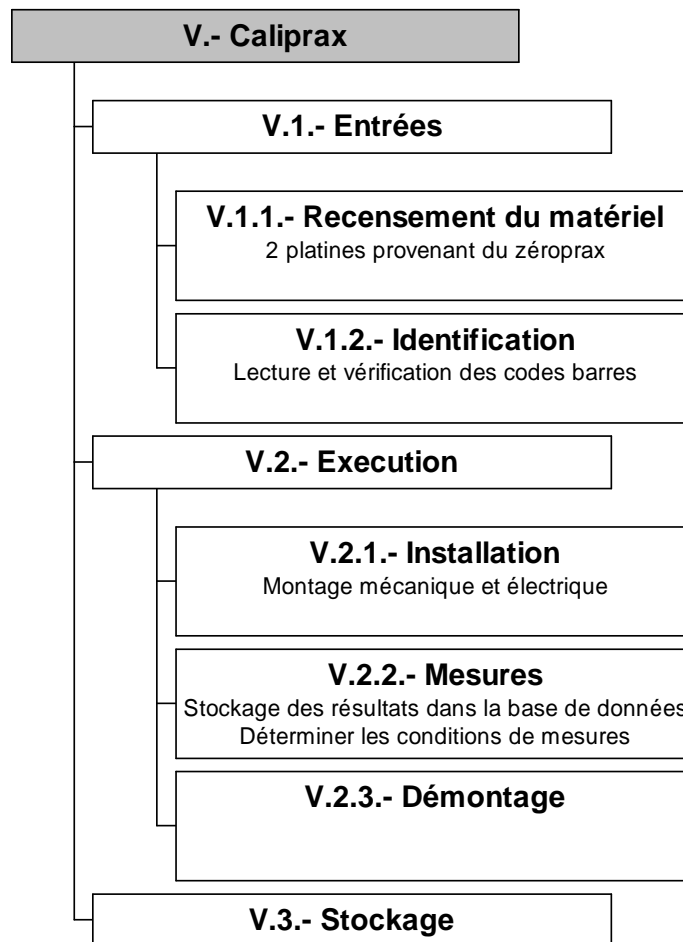 V.- Caliprax
V.1.- Entrées
V.1.1.- Recensement du matériel
2 platines provenant du zéroprax
V.1.2.- Identification
Lecture et vérification des codes barres
V.2.- Execution
V.2.1.- Installation
Montage mécanique et électrique
V.2.2.- Mesures
Stockage des résultats dans la base de données
Déterminer les conditions de mesures
V.2.3.- Démontage
V.3.- Stockage